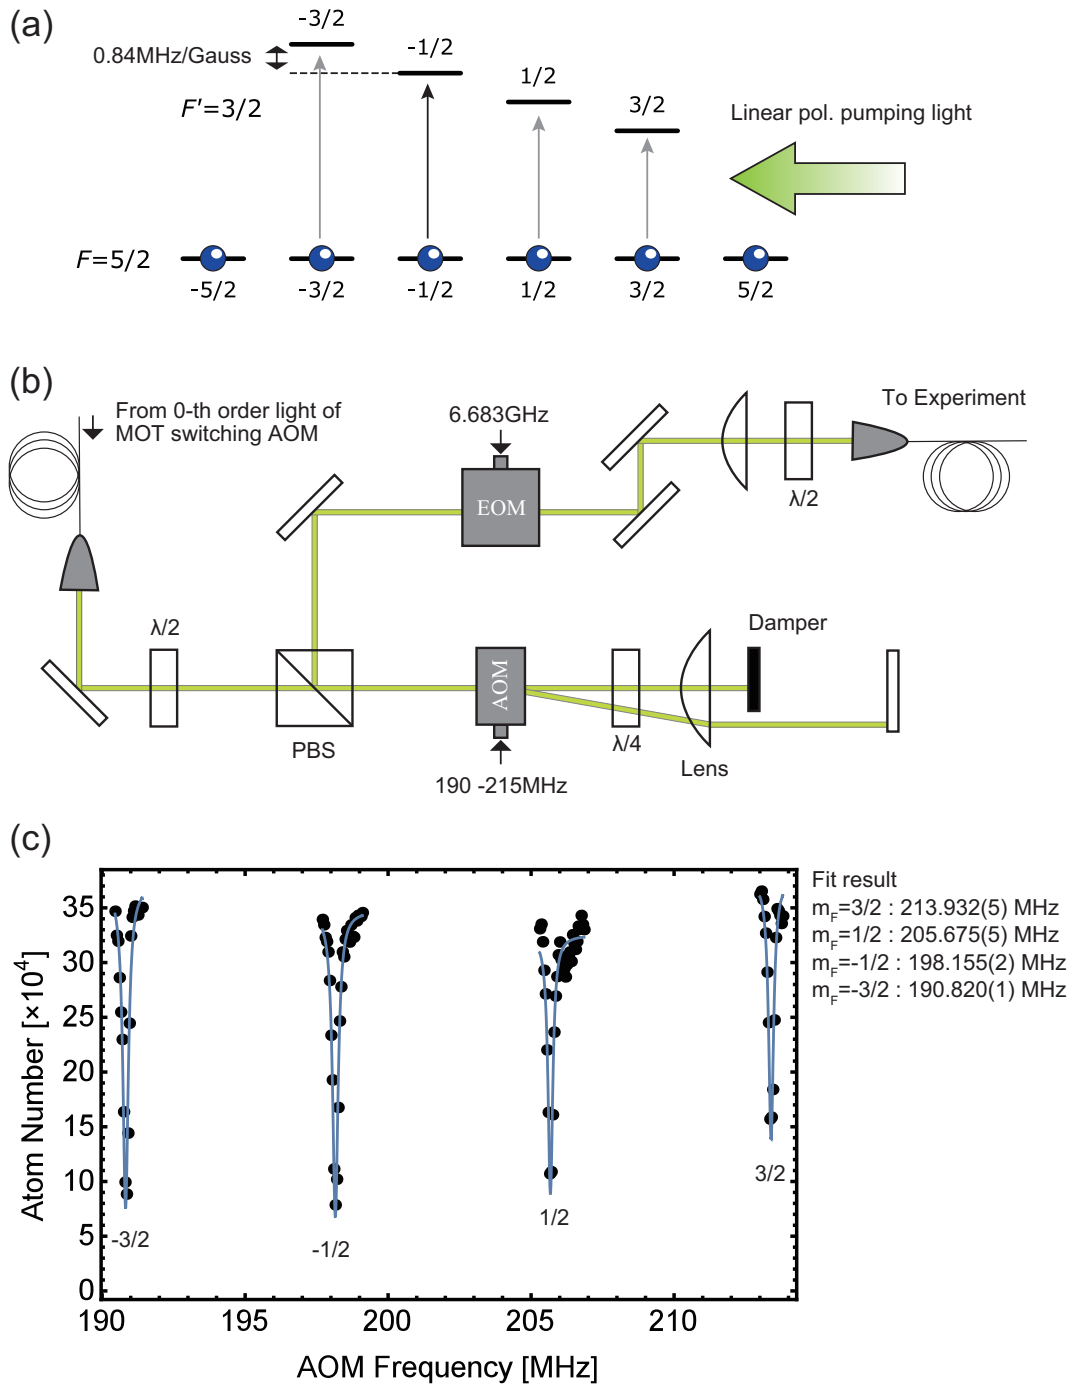 (a)
-3/2
-1/2
0.84MHz/Gauss
1/2
3/2
F'=3/2
Linear pol. pumping light
F=5/2
-5/2
-3/2
-1/2
1/2
3/2
5/2
(b)
From 0-th order light of
MOT switching AOM
6.683GHz
To Experiment
EOM
λ/2
λ/2
Damper
AOM
PBS
λ/4
Lens
190 -215MHz
(c)
Atom Number [×10⁴]
35
30
25
20
15
10
5
0
-3/2
-1/2
1/2
3/2
190
195
200
205
210
AOM Frequency [MHz]
Fit result
m_F=3/2 : 213.932(5) MHz
m_F=1/2 : 205.675(5) MHz
m_F=-1/2 : 198.155(2) MHz
m_F=-3/2 : 190.820(1) MHz